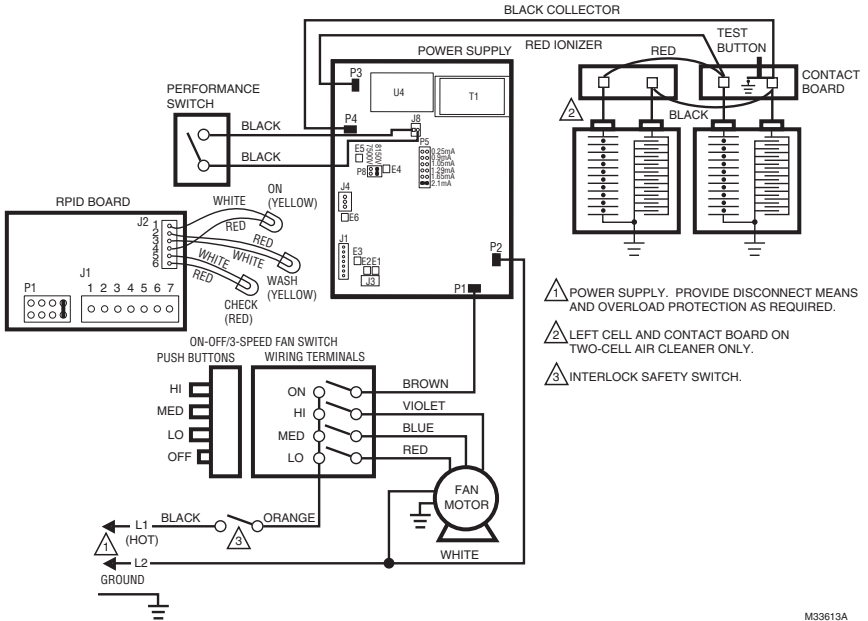 BLACK COLLECTOR
RED IONIZER
POWER SUPPLY
RED
TEST
BUTTON
CONTACT
BOARD
BLACK
2
P3
U4
T1
P4
J8
P5
0.25mA
0.9mA
1.05mA
1.29mA
1.65mA
2.1mA
E5
7500V
8150V
P8
E4
J4
E6
J1
E3
E2E1
J3
P2
P1
PERFORMANCE
SWITCH
BLACK
BLACK
RPID BOARD
J2
1
2
3
4
5
6
P1
J1
1 2 3 4 5 6 7
WHITE
RED
ON
(YELLOW)
RED
WHITE
WASH
(YELLOW)
WHITE
RED
CHECK
(RED)
ON-OFF/3-SPEED FAN SWITCH
PUSH BUTTONS
WIRING TERMINALS
HI
MED
LO
OFF
ON
HI
MED
LO
BROWN
VIOLET
BLUE
RED
FAN
MOTOR
L1
(HOT)
BLACK
3
ORANGE
1
L2
WHITE
GROUND
1 POWER SUPPLY. PROVIDE DISCONNECT MEANS
AND OVERLOAD PROTECTION AS REQUIRED.
2 LEFT CELL AND CONTACT BOARD ON
TWO-CELL AIR CLEANER ONLY.
3 INTERLOCK SAFETY SWITCH.
M33613A